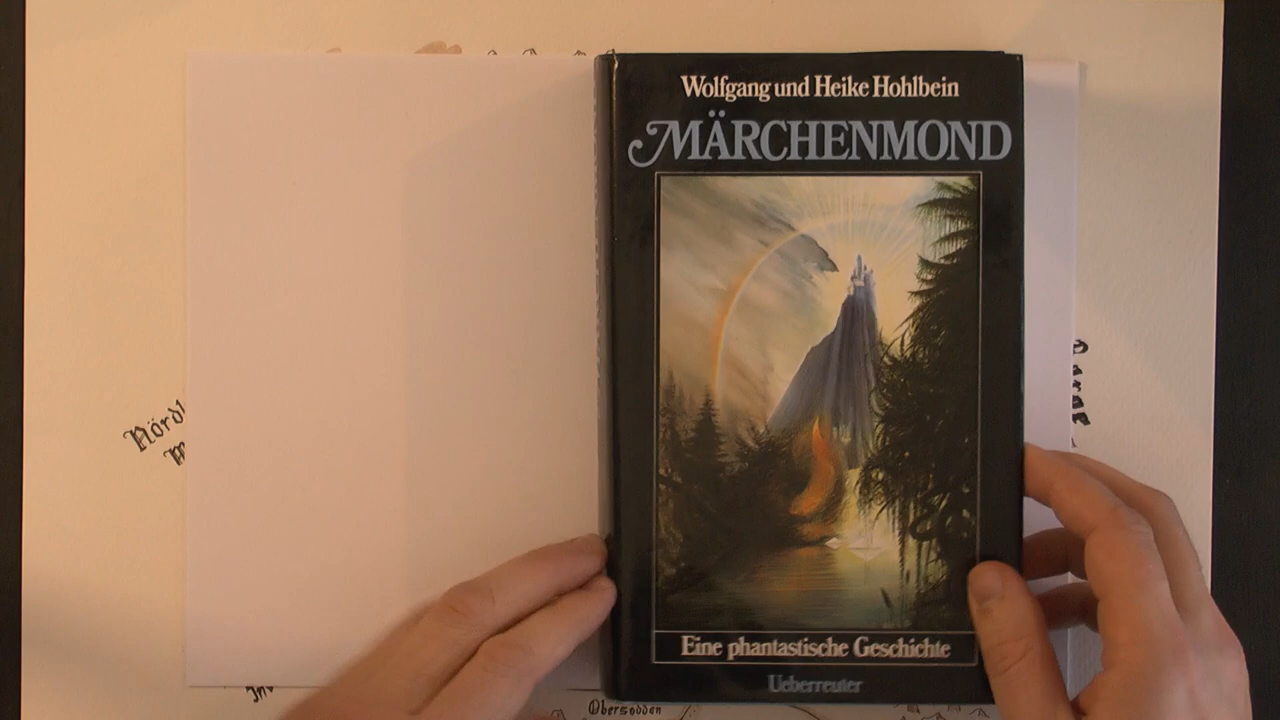 Wolfgang und Heike Hohlbein
MÄRCHENMOND
Eine phantastische Geschichte
Ueberreuter
Obersodden